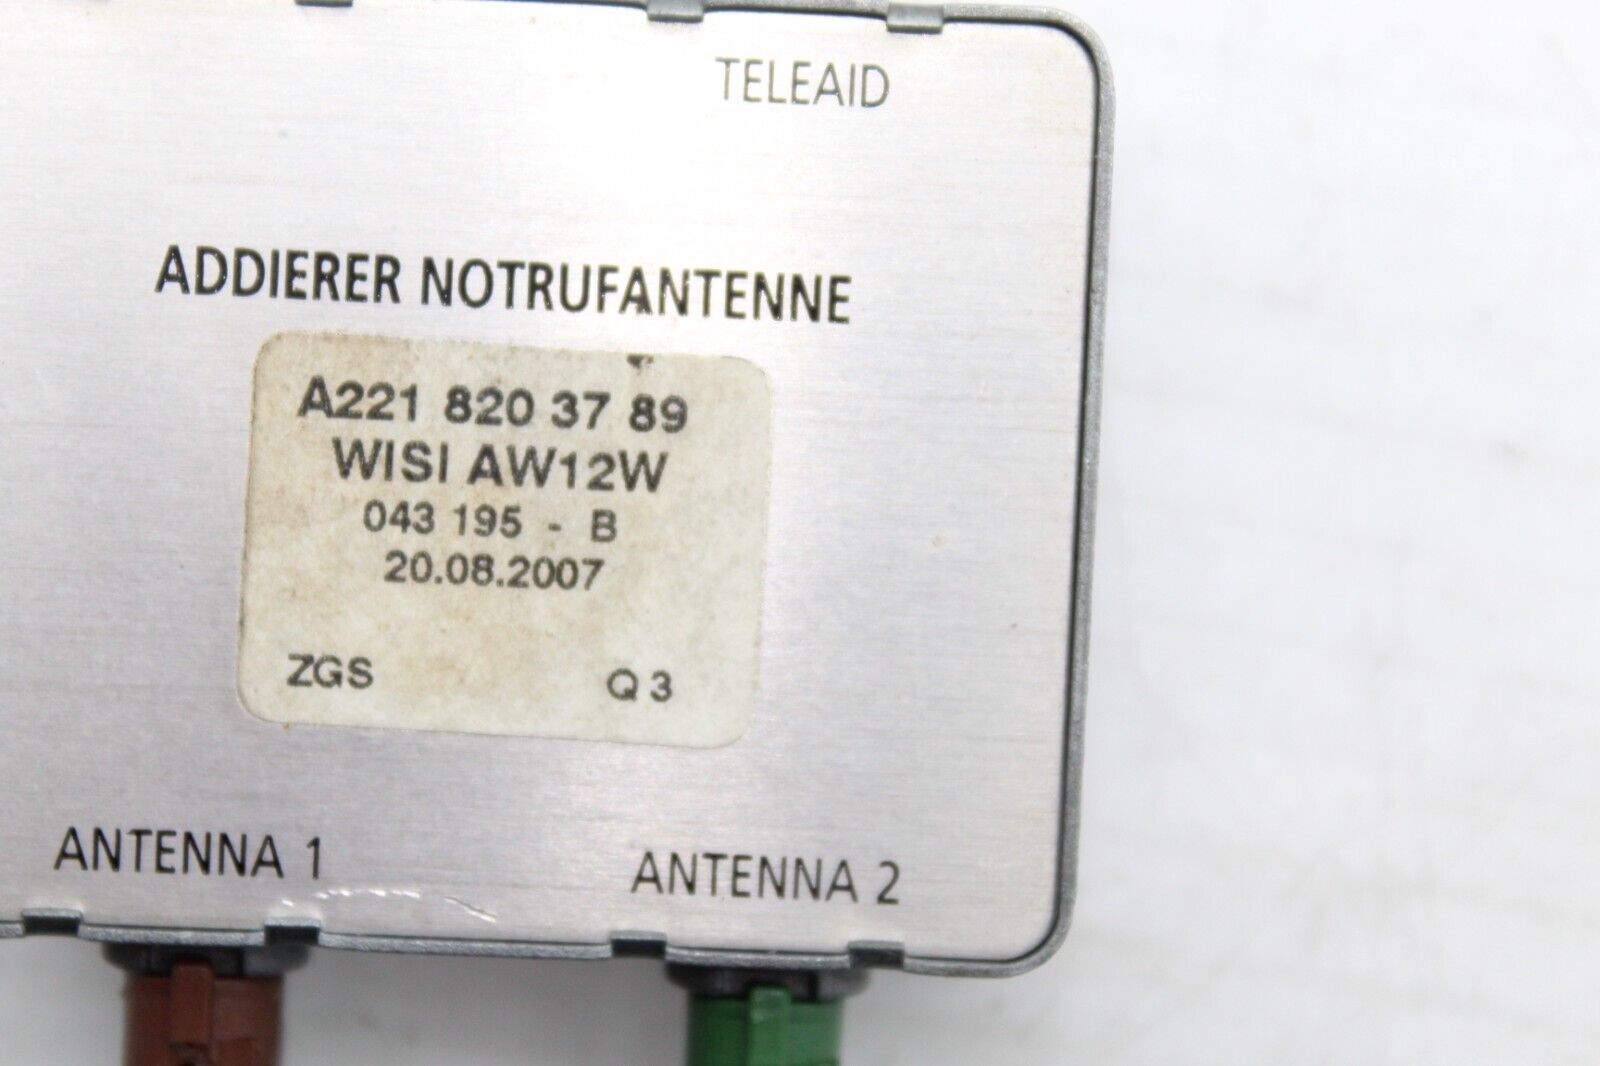 TELEAID
ADDIERER NOTRUFANTENNE
A221 820 37 89
WISI AW12W
043 195 - B
20.08.2007
ZGS Q 3
ANTENNA 1 ANTENNA 2